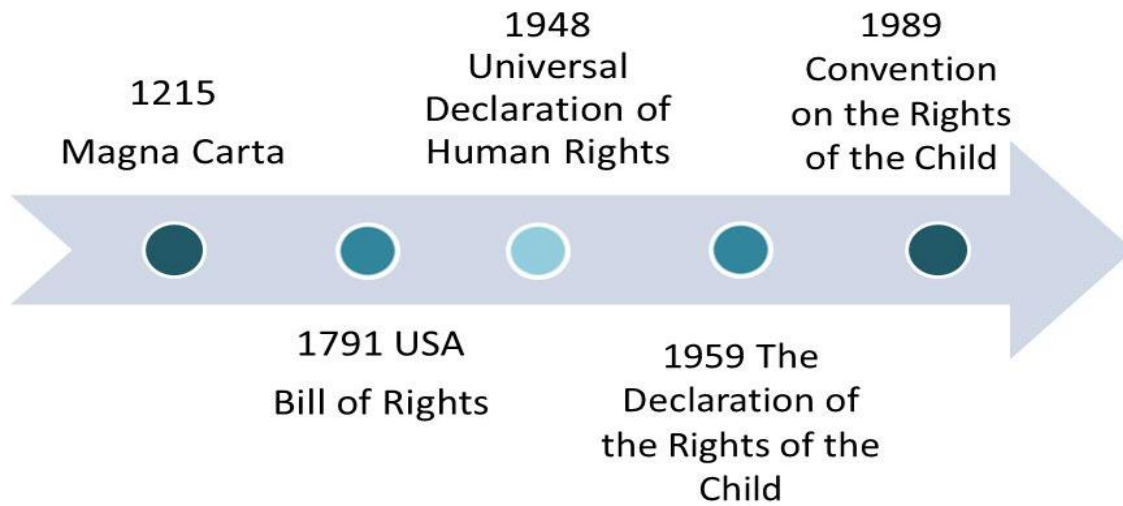 1215
Magna Carta
1791 USA
Bill of Rights
1948
Universal
Declaration of
Human Rights
1959 The
Declaration of
the Rights of the
Child
1989
Convention
on the Rights
of the Child